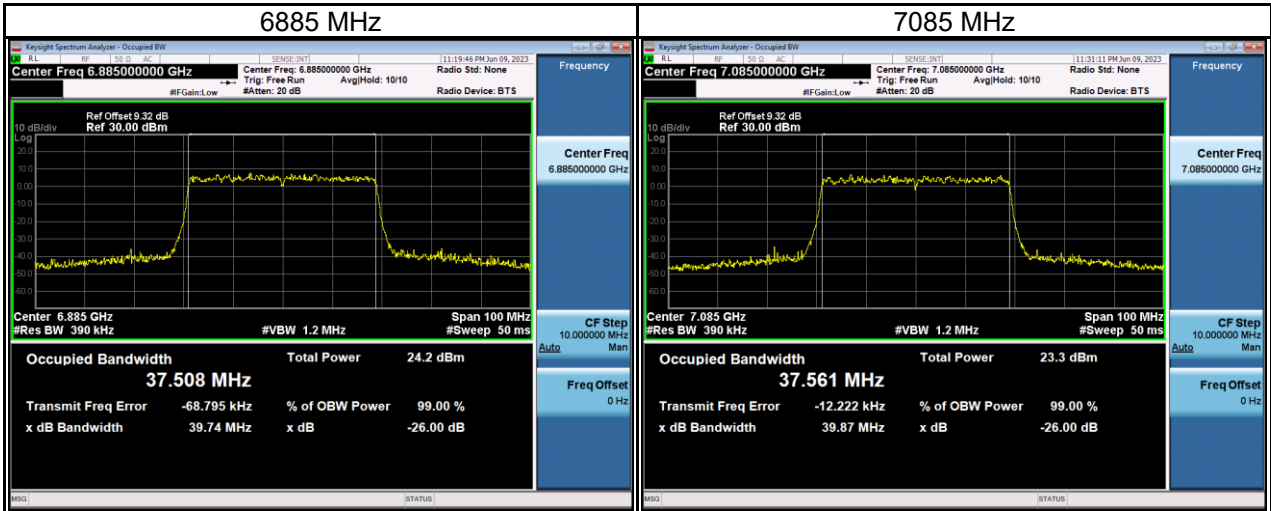 6885 MHz
Keysight Spectrum Analyzer - Occupied BW
RL RF 50 Ω AC SENSE:INT 11:19:46 PM Jun 09, 2023
Center Freq 6.885000000 GHz
Center Freq: 6.885000000 GHz Radio Std: None
Trig: Free Run Avg|Hold: 10/10
#IFGain:Low #Atten: 20 dB Radio Device: BTS
Frequency
Ref Offset 9.32 dB
10 dB/div Ref 30.00 dBm
Log
20.0
10.0
0.00
-10.0
-20.0
-30.0
-40.0
-50.0
-60.0
Center 6.885 GHz Span 100 MHz
#Res BW 390 kHz #VBW 1.2 MHz #Sweep 50 ms
Center Freq
6.885000000 GHz
CF Step
10.000000 MHz
Auto Man
Freq Offset
0 Hz
Occupied Bandwidth Total Power 24.2 dBm
37.508 MHz
Transmit Freq Error -68.795 kHz % of OBW Power 99.00 %
x dB Bandwidth 39.74 MHz x dB -26.00 dB
MSG STATUS
7085 MHz
Keysight Spectrum Analyzer - Occupied BW
RL RF 50 Ω AC SENSE:INT 11:31:11 PM Jun 09, 2023
Center Freq 7.085000000 GHz
Center Freq: 7.085000000 GHz Radio Std: None
Trig: Free Run Avg|Hold: 10/10
#IFGain:Low #Atten: 20 dB Radio Device: BTS
Frequency
Ref Offset 9.32 dB
10 dB/div Ref 30.00 dBm
Log
20.0
10.0
0.00
-10.0
-20.0
-30.0
-40.0
-50.0
-60.0
Center 7.085 GHz Span 100 MHz
#Res BW 390 kHz #VBW 1.2 MHz #Sweep 50 ms
Center Freq
7.085000000 GHz
CF Step
10.000000 MHz
Auto Man
Freq Offset
0 Hz
Occupied Bandwidth Total Power 23.3 dBm
37.561 MHz
Transmit Freq Error -12.222 kHz % of OBW Power 99.00 %
x dB Bandwidth 39.87 MHz x dB -26.00 dB
MSG STATUS